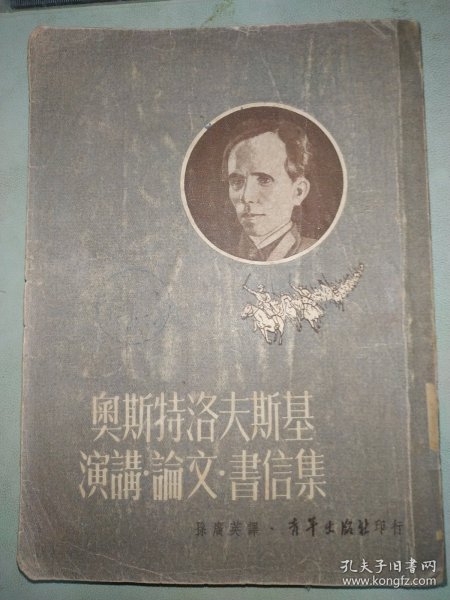 奧斯特洛夫斯基
演講·論文·書信集
孫廣英譯·青年出版社印行
孔夫子旧书网
www.kongfz.com